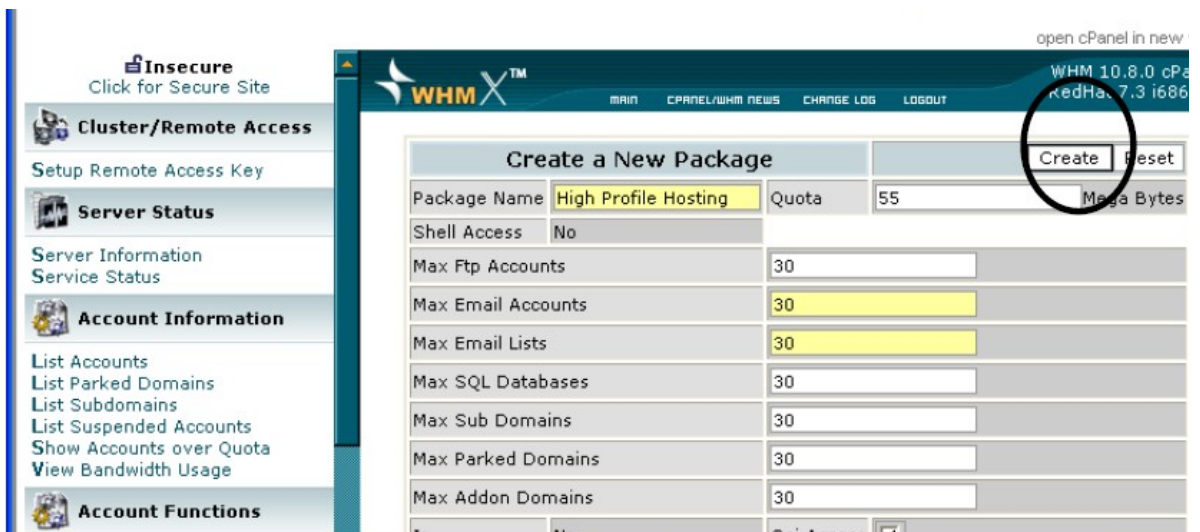 open cPanel in new
Insecure
Click for Secure Site
Cluster/Remote Access
Setup Remote Access Key
Server Status
Server Information
Service Status
Account Information
List Accounts
List Parked Domains
List Subdomains
List Suspended Accounts
Show Accounts over Quota
View Bandwidth Usage
Account Functions
WHM X™
MAIN CPANEL/WHM NEWS CHANGE LOG LOGOUT
WHM 10.8.0 cPa
RedHat 7.3 i686
Create a New Package Create Reset
Package Name High Profile Hosting Quota 55 Mega Bytes
Shell Access No
Max Ftp Accounts 30
Max Email Accounts 30
Max Email Lists 30
Max SQL Databases 30
Max Sub Domains 30
Max Parked Domains 30
Max Addon Domains 30